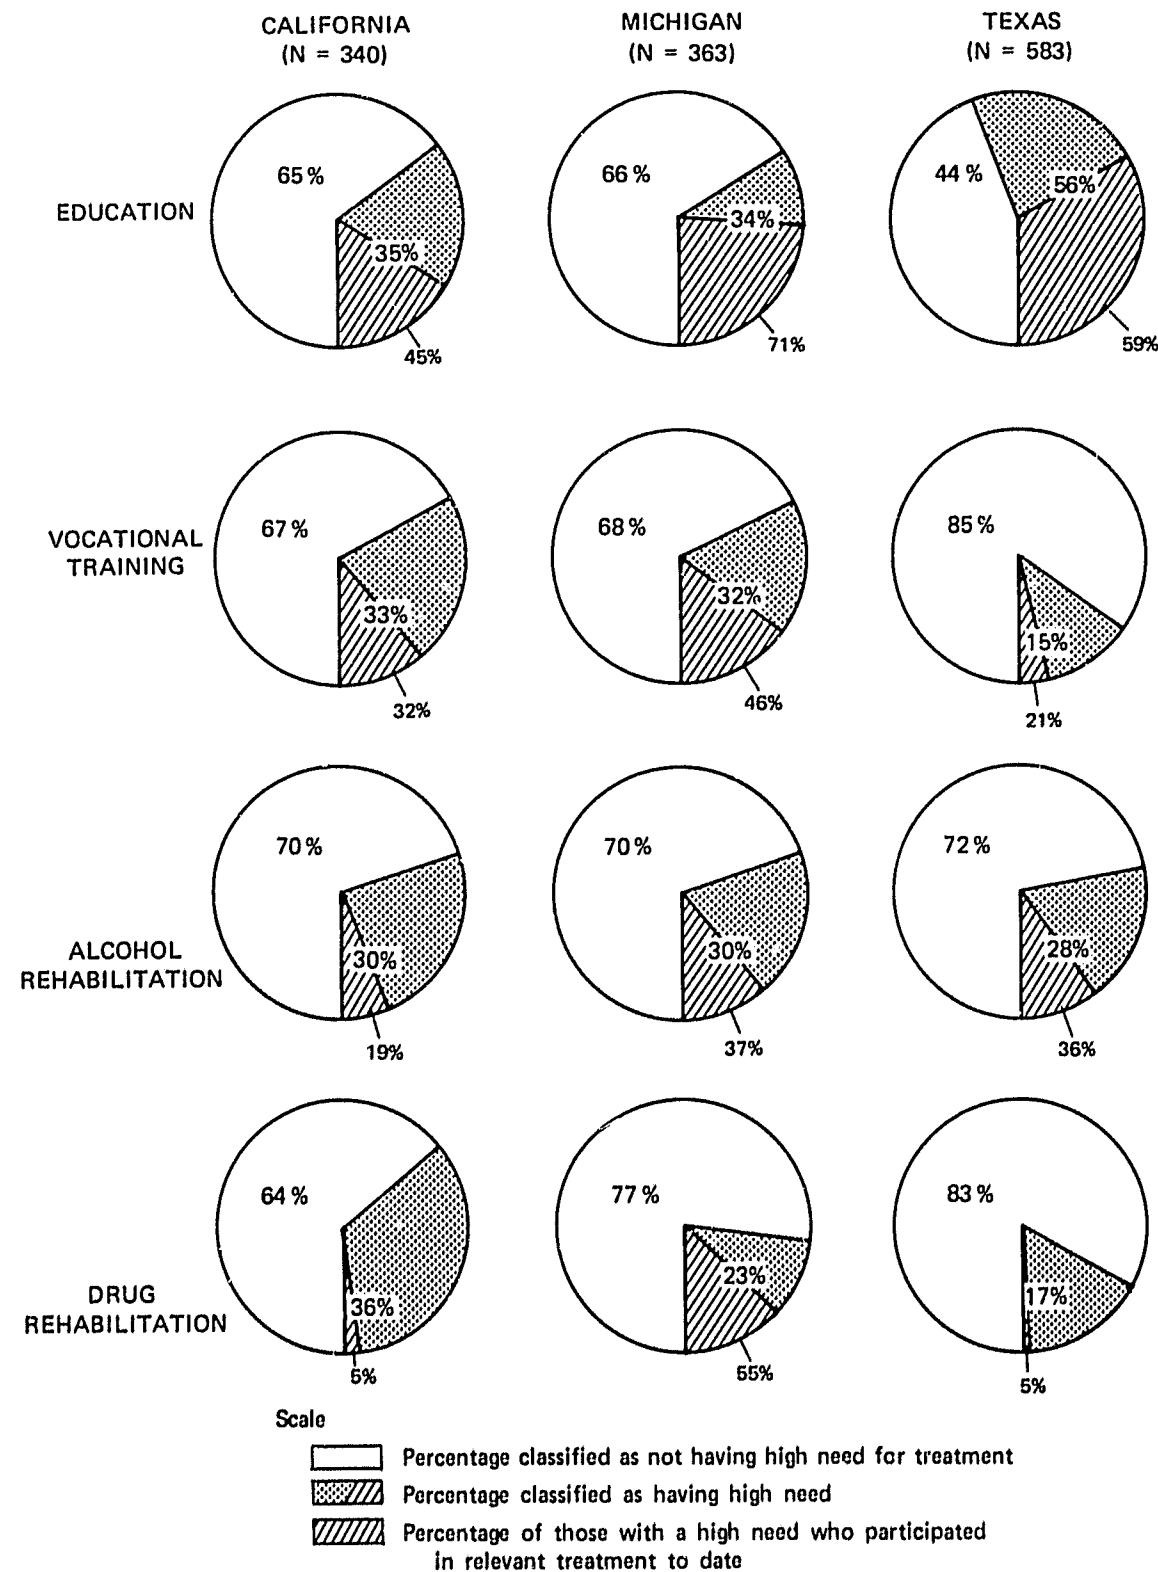 CALIFORNIA
(N = 340)
MICHIGAN
(N = 363)
TEXAS
(N = 583)
EDUCATION
65%
35%
45%
66%
34%
71%
44%
56%
59%
VOCATIONAL
TRAINING
67%
33%
32%
68%
32%
46%
85%
15%
21%
ALCOHOL
REHABILITATION
70%
30%
19%
70%
30%
37%
72%
28%
36%
DRUG
REHABILITATION
64%
36%
5%
77%
23%
55%
83%
17%
5%
Scale
Percentage classified as not having high need for treatment
Percentage classified as having high need
Percentage of those with a high need who participated
in relevant treatment to date